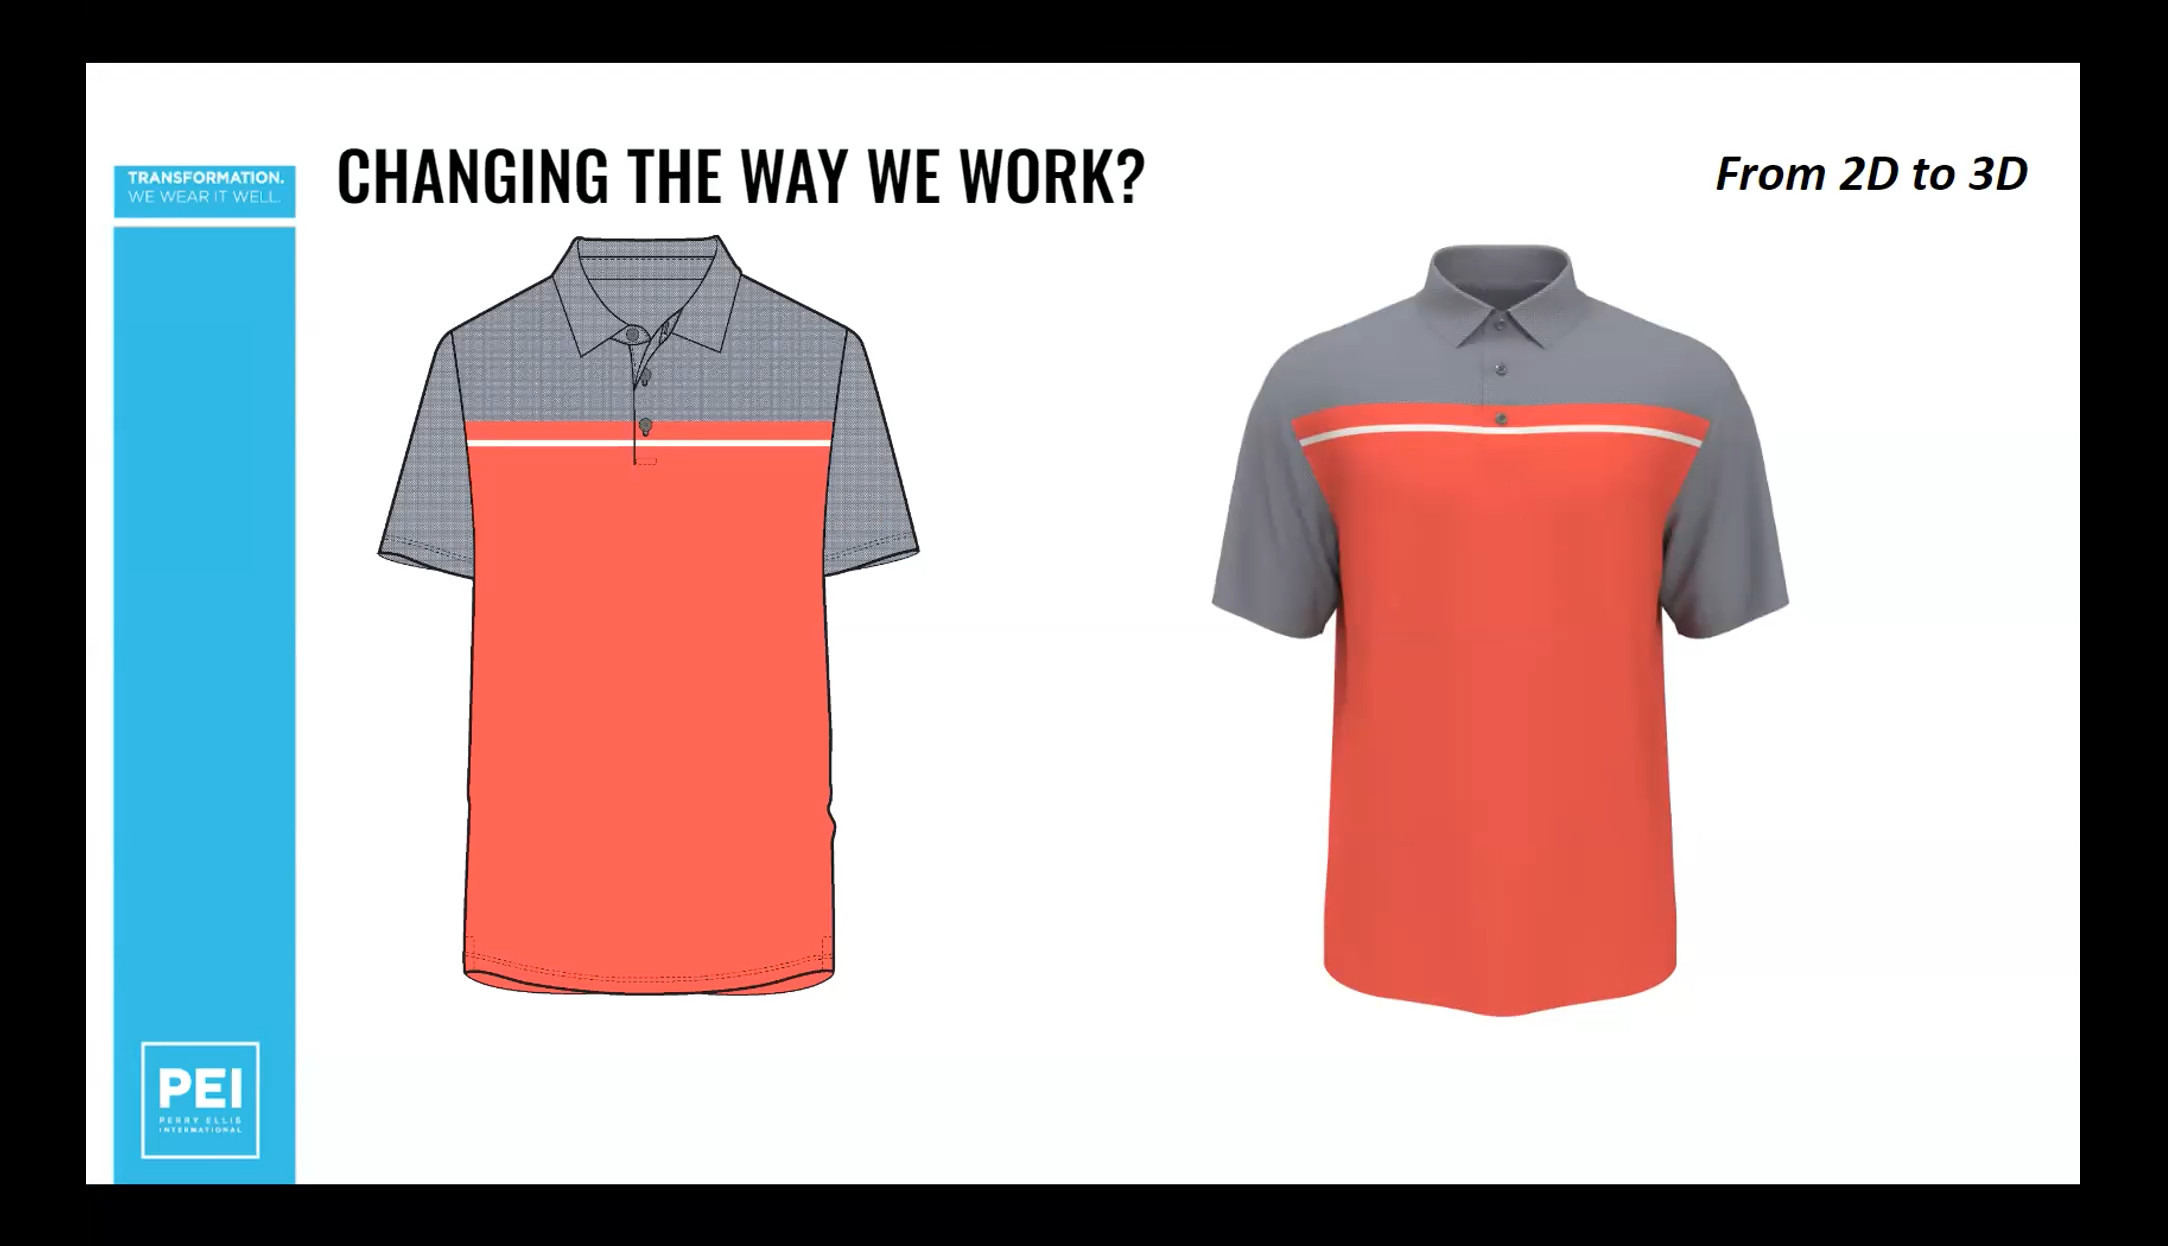 TRANSFORMATION.
WE WEAR IT WELL.
CHANGING THE WAY WE WORK?
From 2D to 3D
PEI
PERRY ELLIS
INTERNATIONAL